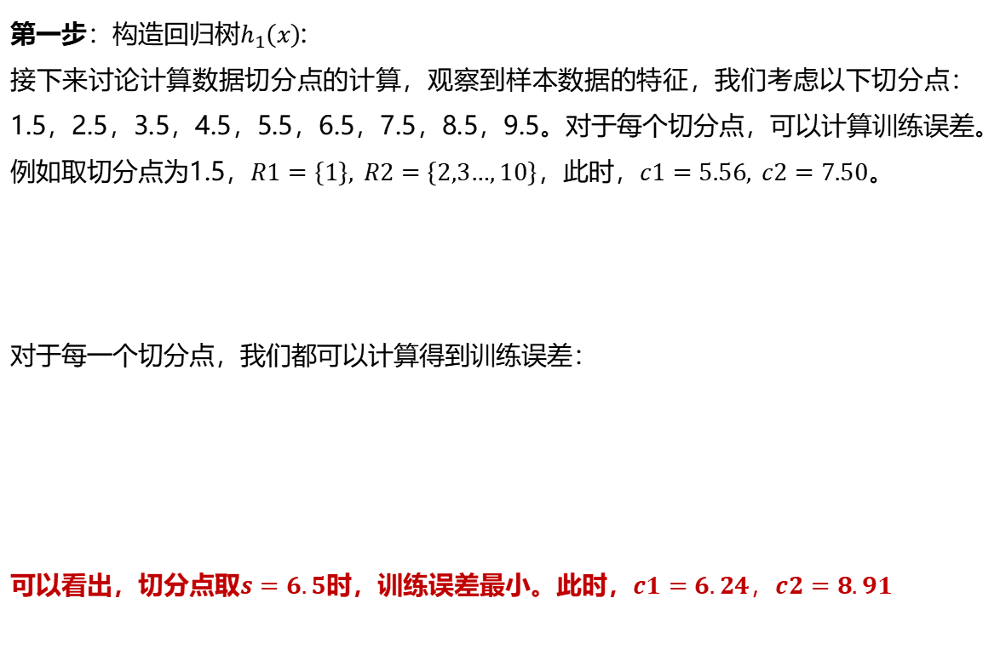 第一步：构造回归树h₁(x):
接下来讨论计算数据切分点的计算，观察到样本数据的特征，我们考虑以下切分点：
1.5，2.5，3.5，4.5，5.5，6.5，7.5，8.5，9.5。对于每个切分点，可以计算训练误差。
例如取切分点为1.5，R1 = {1}, R2 = {2,3…, 10}，此时，c1 = 5.56, c2 = 7.50。
对于每一个切分点，我们都可以计算得到训练误差：
可以看出，切分点取s = 6.5时，训练误差最小。此时，c1 = 6.24，c2 = 8.91